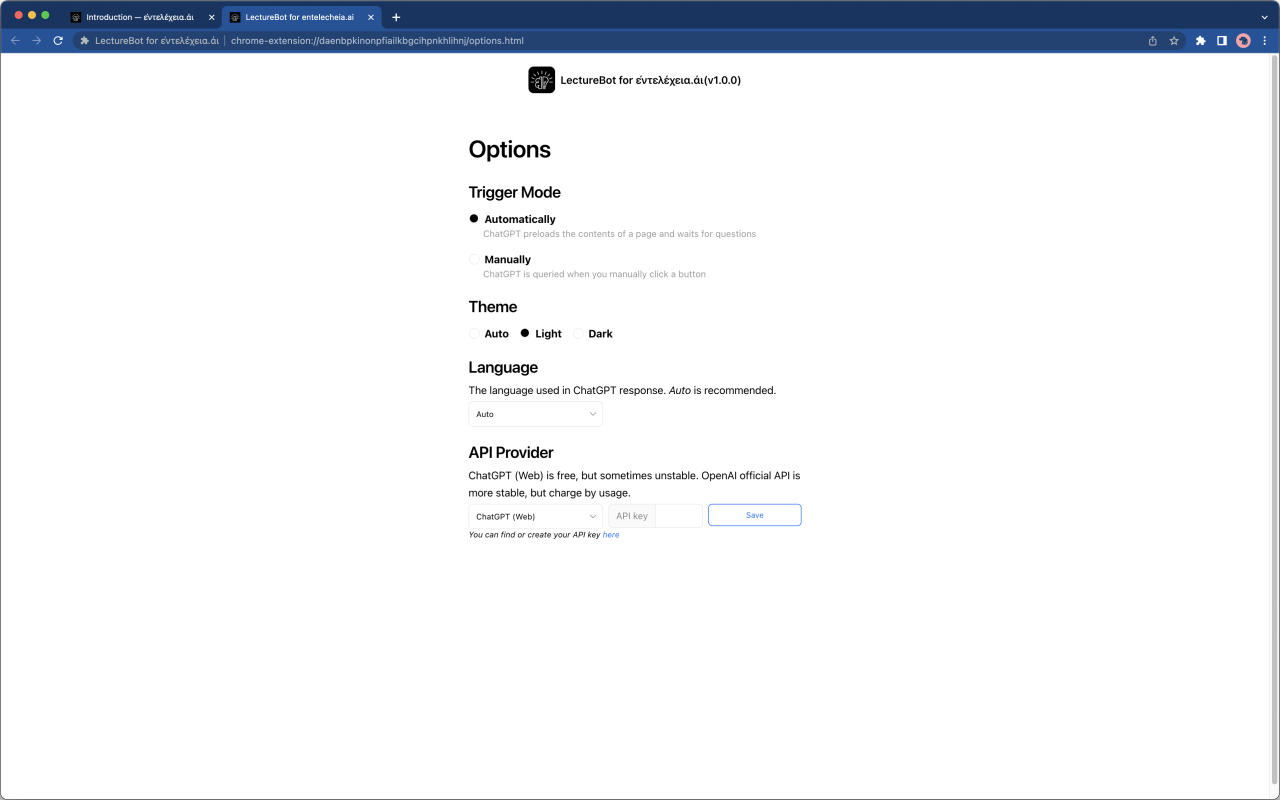 Introduction — εντελέχεια.άι
LectureBot for entelecheia.ai
LectureBot for εντελέχεια.άι | chrome-extension://daenbpkinonpfiailkbgcihpnkhlihnj/options.html
LectureBot for εντελέχεια.άι(v1.0.0)
Options
Trigger Mode
Automatically
ChatGPT preloads the contents of a page and waits for questions
Manually
ChatGPT is queried when you manually click a button
Theme
Auto Light Dark
Language
The language used in ChatGPT response. Auto is recommended.
Auto
API Provider
ChatGPT (Web) is free, but sometimes unstable. OpenAI official API is
more stable, but charge by usage.
ChatGPT (Web) API key Save
You can find or create your API key here